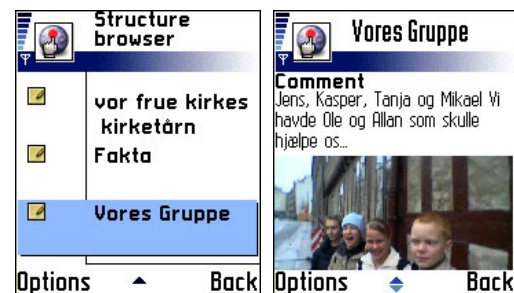 Structure
browser
vor frue kirkes
kirketårn
Fakta
Vores Gruppe
Options
Back
Vores Gruppe
Comment
Jens, Kasper, Tanja og Mikael Vi
havde Ole og Allan som skulle
hjælpe os...
Options
Back